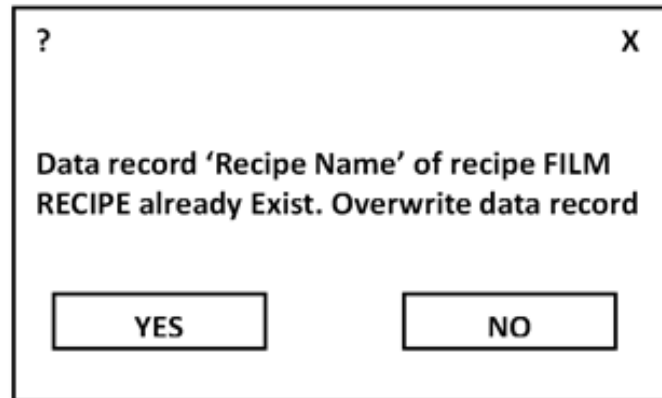 ? X
Data record ‘Recipe Name’ of recipe FILM
RECIPE already Exist. Overwrite data record
YES NO